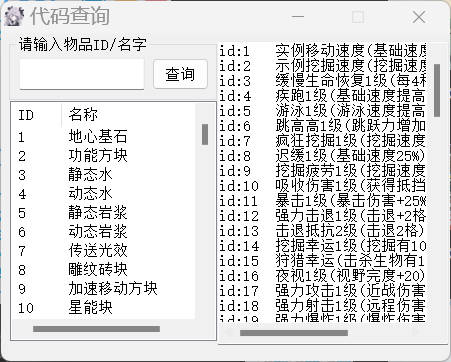 代码查询
请输入物品ID/名字
查询
ID 名称
1 地心基石
2 功能方块
3 静态水
4 动态水
5 静态岩浆
6 动态岩浆
7 传送光效
8 雕纹砖块
9 加速移动方块
10 星能块
id:1 实例移动速度(基础速度
id:2 示例挖掘速度(挖掘速度
id:3 缓慢生命恢复1级(每4秒
id:4 疾跑1级(基础速度提高
id:5 游泳1级(游泳速度提高
id:6 跳高高1级(跳跃力增加
id:7 疯狂挖掘1级(挖掘速度
id:8 迟缓1级(基础速度25%)
id:9 挖掘疲劳1级(挖掘速度
id:10 吸收伤害1级(获得抵挡
id:11 暴击1级(暴击伤害+25%
id:12 强力击退1级(击退+2格
id:13 击退抵抗2级(击退2格)
id:14 挖掘幸运1级(挖掘有10
id:15 狩猎幸运(击杀生物有1
id:16 夜视1级(视野亮度+20)
id:17 强力攻击1级(近战伤害
id:18 强力射击1级(远程伤害
id:19 强力爆炸1级(爆炸伤害